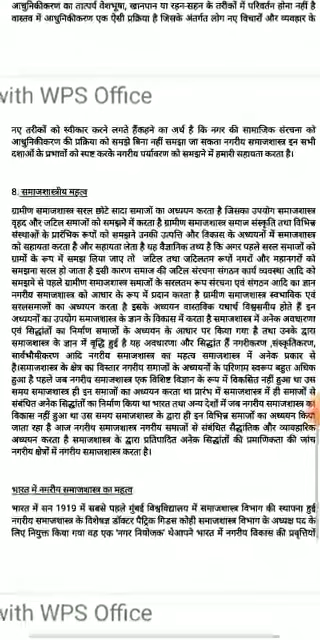 आधुनिकीकरण का तात्पर्य वेशभूषा, खानपान या रहन-सहन के तरीकों में परिवर्तन होना नहीं है
वास्तव में आधुनिकीकरण एक ऐसी प्रक्रिया है जिसके अंतर्गत लोग नए विचारों और व्यवहार के
with WPS Office
नए तरीको को स्वीकार करने लगते हैंकहने का अर्थ है कि नगर की सामाजिक संरचना को
आधुनिकीकरण की प्रक्रिया को समझे बिना नहीं समझा जा सकता नगरीय समाजशास्त्र इन सभी
दशाओं के प्रभावों को स्पष्ट करके नगरीय पर्यावरण को समझने में हमारी सहायता करता है।
8. समाजशास्त्रीय महत्व
ग्रामीण समाजशास्त्र सरल छोटे सादा समाजों का अध्ययन करता है जिसका उपयोग समाजशास्त्र
वृहद और जटिल समाजों को समझने में करता है ग्रामीण समाजशास्त्र समाज संस्कृति तथा विभिन्न
संस्थाओं के प्रारंभिक रूपों को समझने उनकी उत्पत्ति और विकास के अध्ययनों में समाजशास्त्र
को सहायता करता है और सहायता लेता है यह वैज्ञानिक तथ्य है कि अगर पहले सरल समाजों को
ग्रामों के रूप में समझ लिया जाए तो जटिल तथा जटिलतम रूपों नगरों और महानगरों को
समझना सरल हो जाता है इसी कारण समाज की जटिल संरचना संगठन कार्य व्यवस्था आदि को
समझने से पहले ग्रामीण समाजशास्त्र समाजों के सरलतम रूप संरचना एवं संगठन आदि का ज्ञान
नगरीय समाजशास्त्र को आधार के रूप में प्रदान करता है ग्रामीण समाजशास्त्र स्वभाविक एवं
सरलसमाजों का अध्ययन करता है इसके अध्ययन वास्तविक यथार्थ विश्वसनीय होते हैं इन
अध्ययनों का उपयोग समाजशास्त्र के ज्ञान के विकास में करता है समाजशास्त्र में अनेक अवधारणा
एवं सिद्धांतों का निर्माण समाजों के अध्ययन के आधार पर किया गया है तथा उनके द्वारा
समाजशास्त्र के ज्ञान में वृद्धि हुई है यह अवधारणा और सिद्धांत हैं नगरीकरण ,संस्कृतिकरण,
सार्वभौमीकरण आदि नगरीय समाजशास्त्र का महत्व समाजशास्त्र में अनेक प्रकार से
है।समाजशास्त्र के क्षेत्र का विस्तार नगरीय समाजों के अध्ययनों के परिणाम स्वरूप बहुत अधिक
हुआ है पहले जब नगरीय समाजशास्त्र एक विशिष्ट विज्ञान के रूप में विकसित नहीं हुआ था उस
समय समाजशास्त्र ही इन समाजों का अध्ययन करता था प्रारंभ में समाजशास्त्र में ही समाजों से
संबंधित अनेक सिद्धांतों का निर्माण किया था भारत तथा अन्य देशों में जब नगरीय समाजशास्त्र का
विकास नहीं हुआ था उस समय समाजशास्त्र के द्वारा ही इन विभिन्न समाजों का अध्ययन किया
जाता रहा है आज नगरीय समाजशास्त्र नगरीय समाजों से संबंधित सैद्धांतिक और व्यावहारिक
अध्ययन करता है समाजशास्त्र के द्वारा प्रतिपादित अनेक सिद्धांतों की प्रमाणिकता की जांच
नगरीय क्षेत्रों में नगरीय समाजशास्त्र करता है।
भारत में नगरीय समाजशास्त्र का महत्व
भारत में सन 1919 में सबसे पहले मुंबई विश्वविद्यालय में समाजशास्त्र विभाग की स्थापना हुई
नगरीय समाजशास्त्र के विशेषज्ञ डॉक्टर पैट्रिक गिडस कोही समाजशास्त्र विभाग के अध्यक्ष पद के
लिए नियुक्त किया गया वह एक 'नगर नियोजक' थेआपने भारत में नगरीय विकास की प्रवृत्तियों
with WPS Office